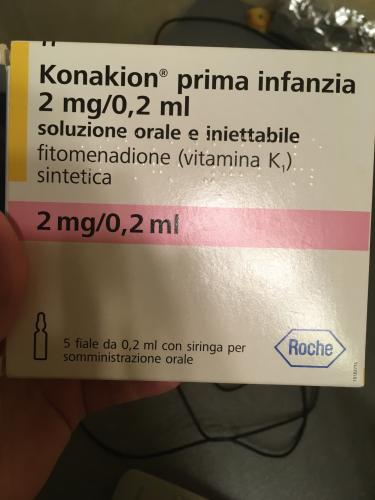 Konakion® prima infanzia
2 mg/0,2 ml
soluzione orale e iniettabile
fitomenadione (vitamina K₁)
sintetica
2 mg/0,2 ml
5 fiale da 0,2 ml con siringa per
somministrazione orale
Roche